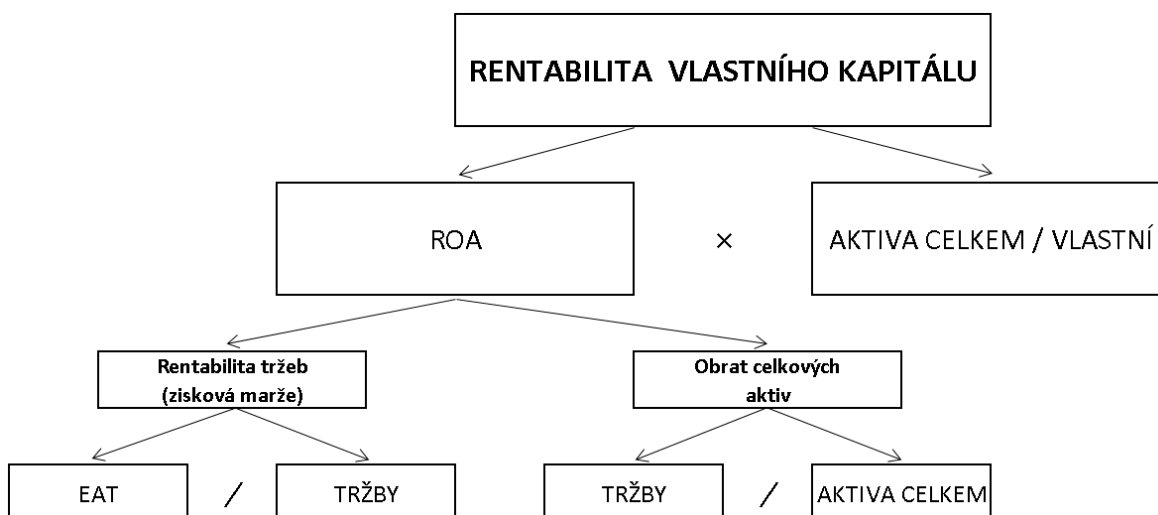 RENTABILITA VLASTNÍHO KAPITÁLU
ROA × AKTIVA CELKEM / VLASTNÍ
Rentabilita tržeb
(zisková marže)
Obrat celkových
aktiv
EAT / TRŽBY TRŽBY / AKTIVA CELKEM